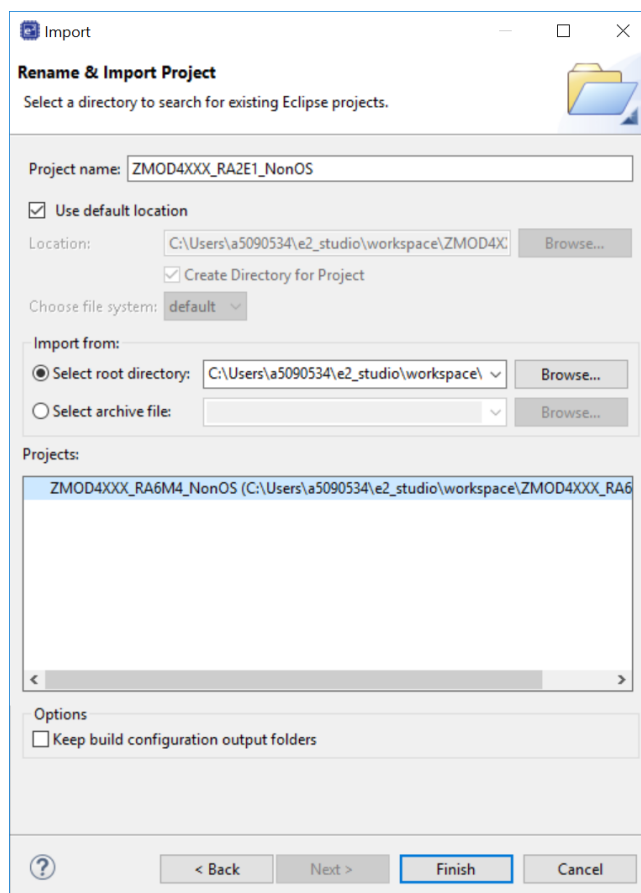 Import
Rename & Import Project
Select a directory to search for existing Eclipse projects.
Project name: ZMOD4XXX_RA2E1_NonOS
Use default location
Location: C:\Users\a5090534\e2_studio\workspace\ZMOD4X Browse...
Create Directory for Project
Choose file system: default
Import from:
Select root directory: C:\Users\a5090534\e2_studio\workspace\ Browse...
Select archive file: Browse...
Projects:
ZMOD4XXX_RA6M4_NonOS (C:\Users\a5090534\e2_studio\workspace\ZMOD4XXX_RA6
Options
Keep build configuration output folders
? < Back Next > Finish Cancel